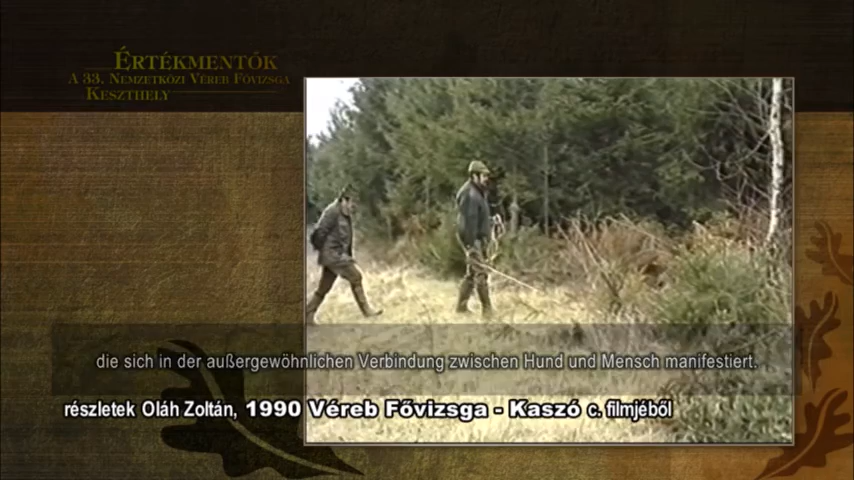 Értékmentők
A 33. Nemzetközi Véreb Fővizsga
Keszthely
die sich in der außergewöhnlichen Verbindung zwischen Hund und Mensch manifestiert.
részletek Oláh Zoltán, 1990 Véreb Fővizsga - Kaszó c. filmjéből